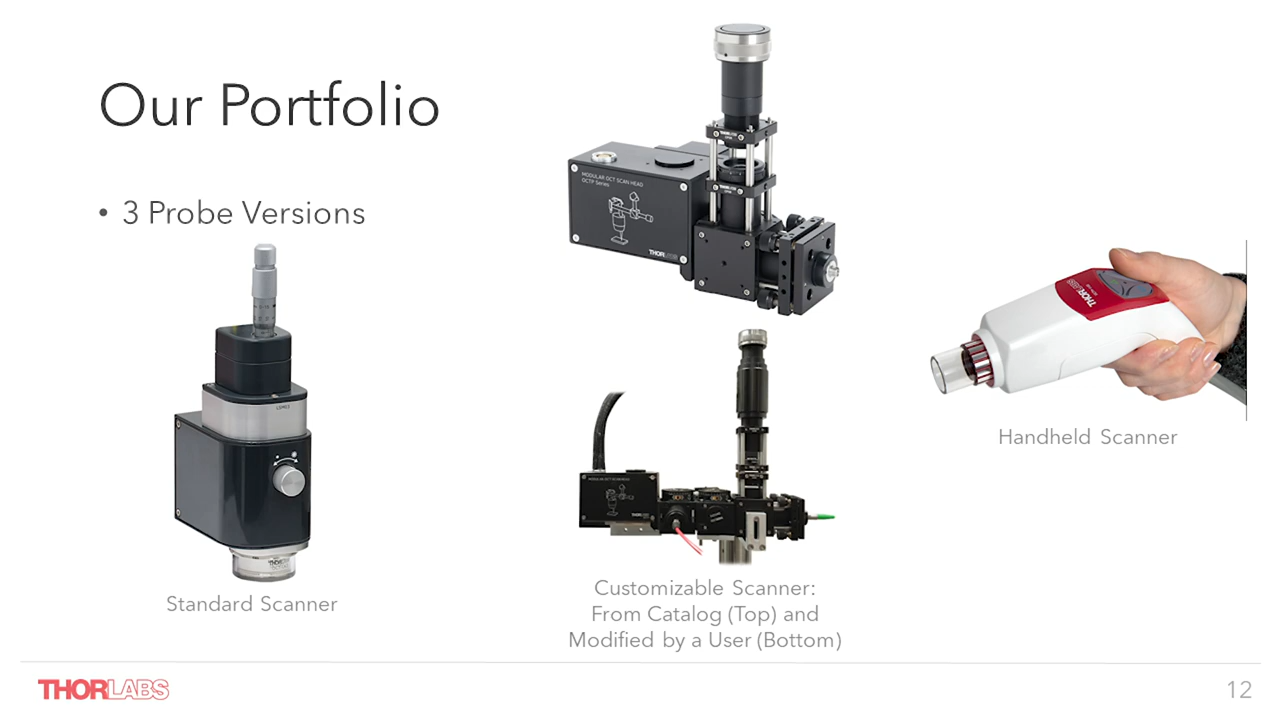 Our Portfolio
• 3 Probe Versions
MODULAR OCT SCAN HEAD
OCTP Series
THORLABS
THORLABS
Handheld Scanner
Standard Scanner
Customizable Scanner:
From Catalog (Top) and
Modified by a User (Bottom)
THORLABS
12